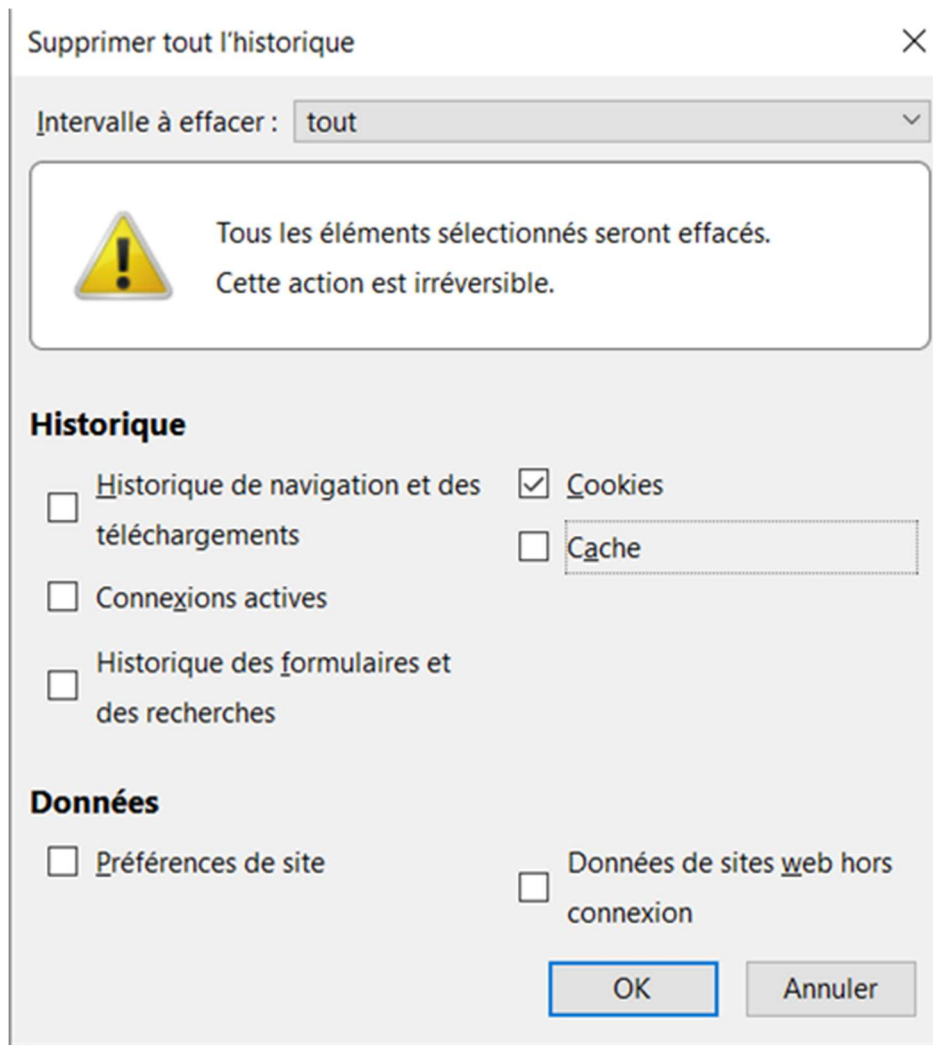 Supprimer tout l’historique
Intervalle à effacer : tout
Tous les éléments sélectionnés seront effacés.
Cette action est irréversible.
Historique
Historique de navigation et des
téléchargements
Cookies
Cache
Connexions actives
Historique des formulaires et
des recherches
Données
Préférences de site
Données de sites web hors
connexion
OK Annuler